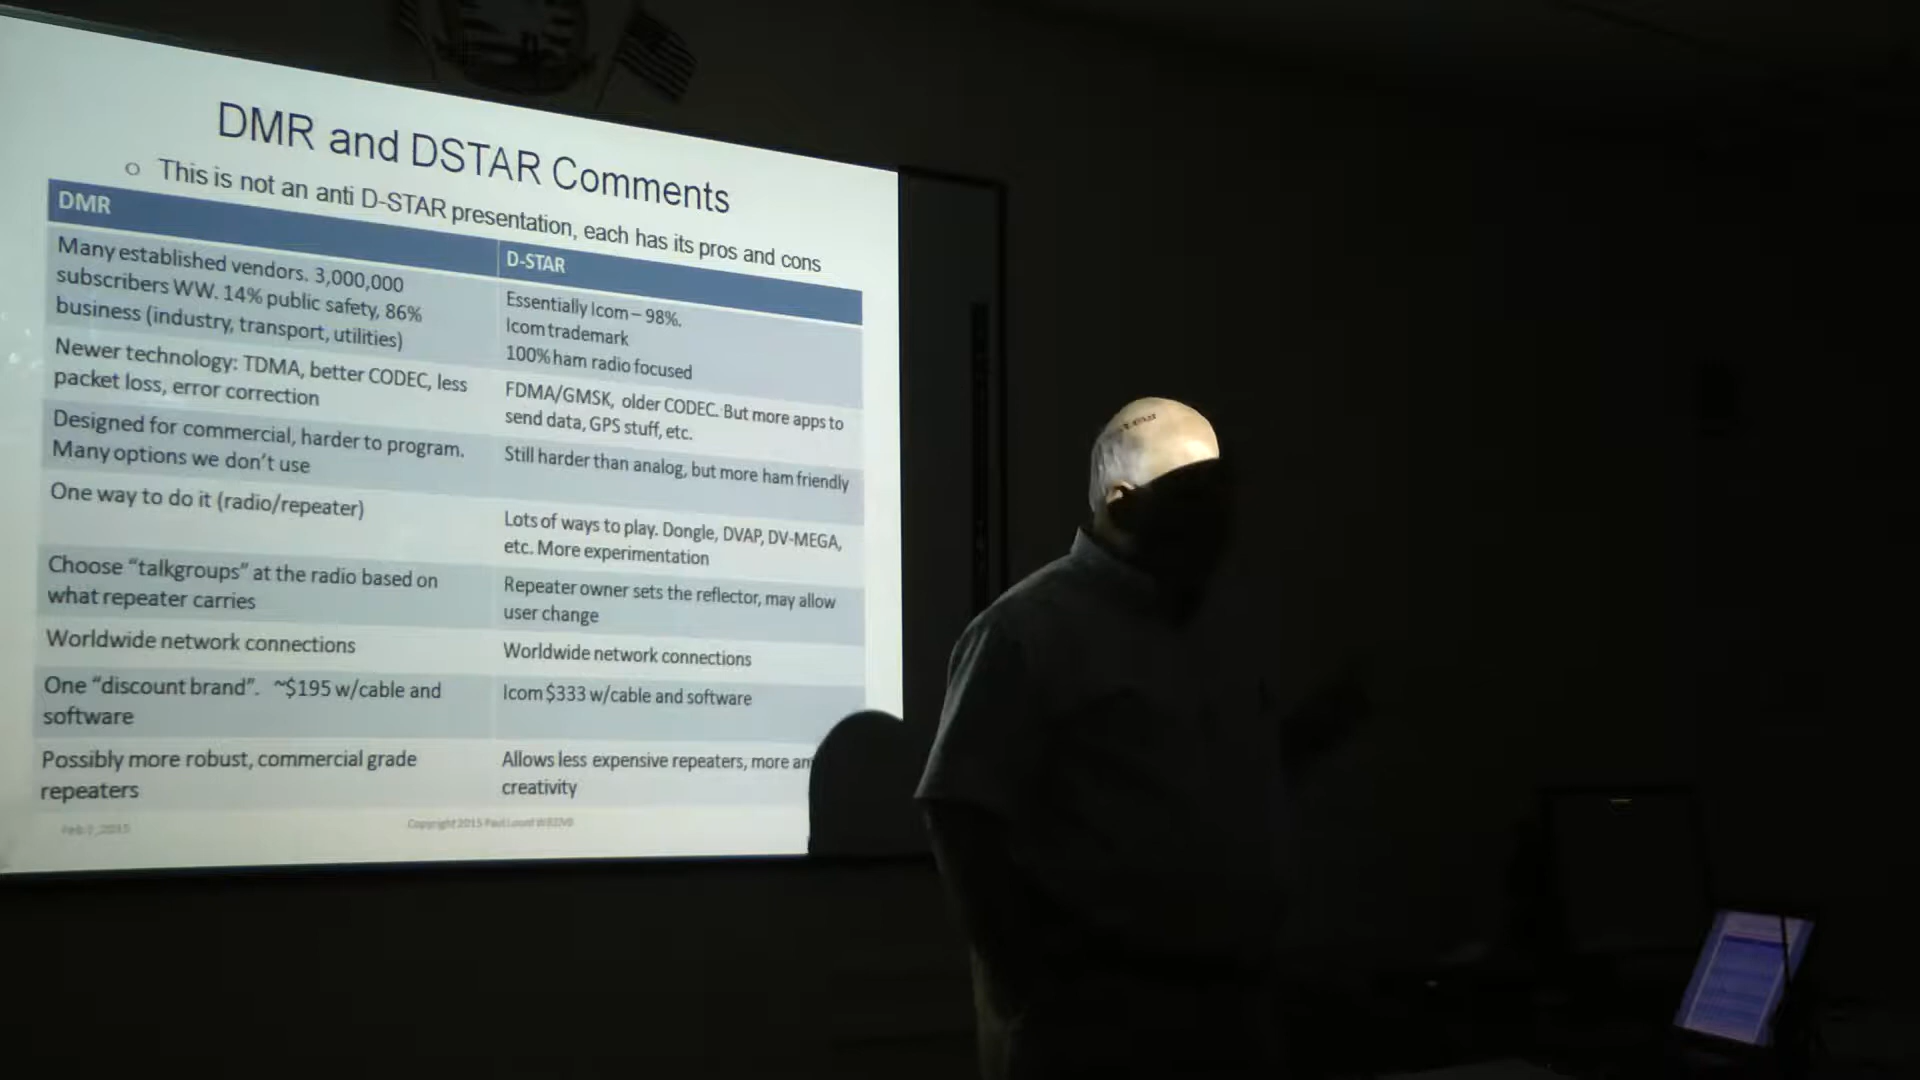 DMR and DSTAR Comments
o This is not an anti D-STAR presentation, each has its pros and cons
DMR
D-STAR
Many established vendors. 3,000,000
subscribers WW. 14% public safety, 86%
business (industry, transport, utilities)
Essentially Icom – 98%.
Icom trademark
100% ham radio focused
Newer technology: TDMA, better CODEC, less
packet loss, error correction
FDMA/GMSK, older CODEC. But more apps to
send data, GPS stuff, etc.
Designed for commercial, harder to program.
Many options we don't use
Still harder than analog, but more ham friendly
One way to do it (radio/repeater)
Lots of ways to play. Dongle, DVAP, DV-MEGA,
etc. More experimentation
Choose “talkgroups” at the radio based on
what repeater carries
Repeater owner sets the reflector, may allow
user change
Worldwide network connections
Worldwide network connections
One “discount brand”. ~$195 w/cable and
software
Icom $333 w/cable and software
Possibly more robust, commercial grade
repeaters
Allows less expensive repeaters, more
creativity
Copyright 2015 Paul